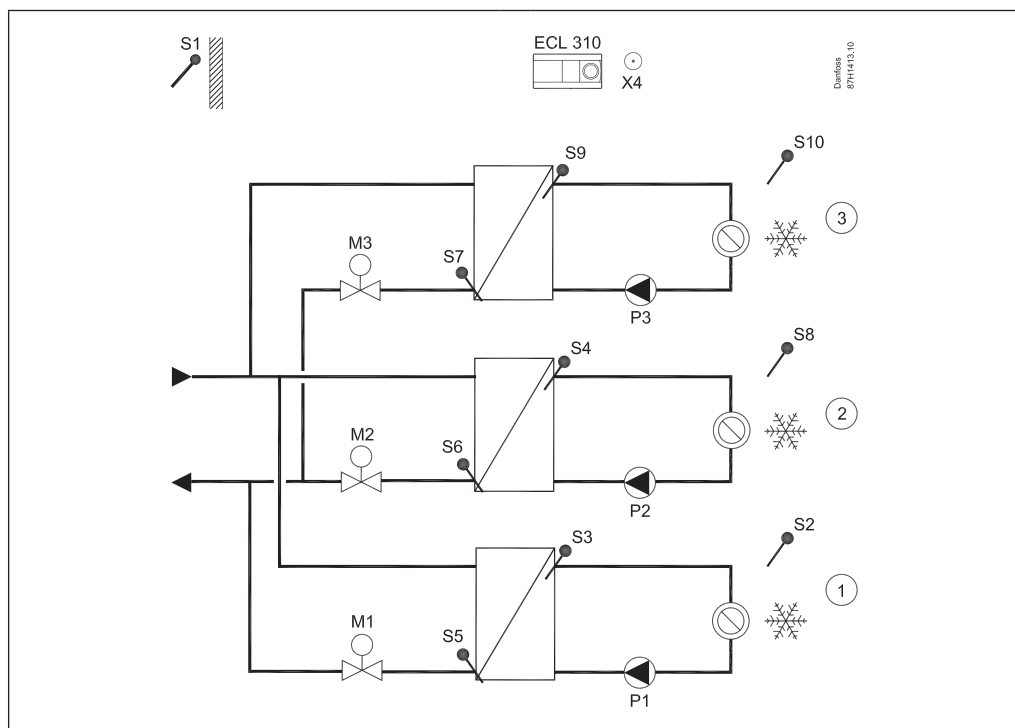 S1
ECL 310
X4
Danfoss
87H1413.10
S9
S10
3
M3
S7
P3
S4
S8
2
M2
S6
P2
S3
S2
1
M1
S5
P1